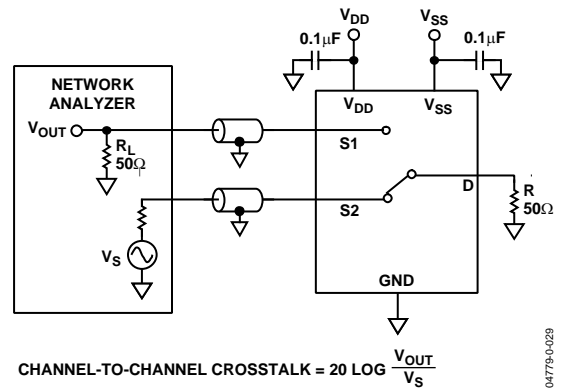 V_DD
V_SS
0.1μF
0.1μF
NETWORK
ANALYZER
V_DD
V_SS
V_OUT
S1
R_L
50Ω
D
R
50Ω
S2
V_S
GND
CHANNEL-TO-CHANNEL CROSSTALK = 20 LOG V_OUT / V_S
04779-0-029